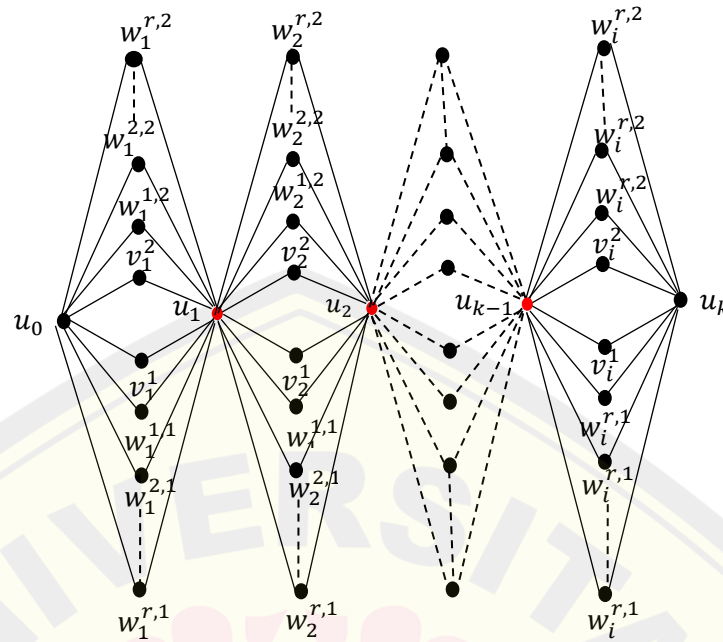 w_1^{r,2} w_2^{r,2} w_i^{r,2}
w_1^{2,2} w_2^{2,2} w_i^{r,2}
w_1^{1,2} w_2^{1,2} w_i^{r,2}
v_1^2 v_2^2 v_i^2
u_0 u_1 u_2 u_{k-1} u_k
v_1^1 v_2^1 v_i^1
w_1^{1,1} w_2^{1,1} w_i^{r,1}
w_1^{2,1} w_2^{2,1} w_i^{r,1}
w_1^{r,1} w_2^{r,1} w_i^{r,1}
NIVERSITA